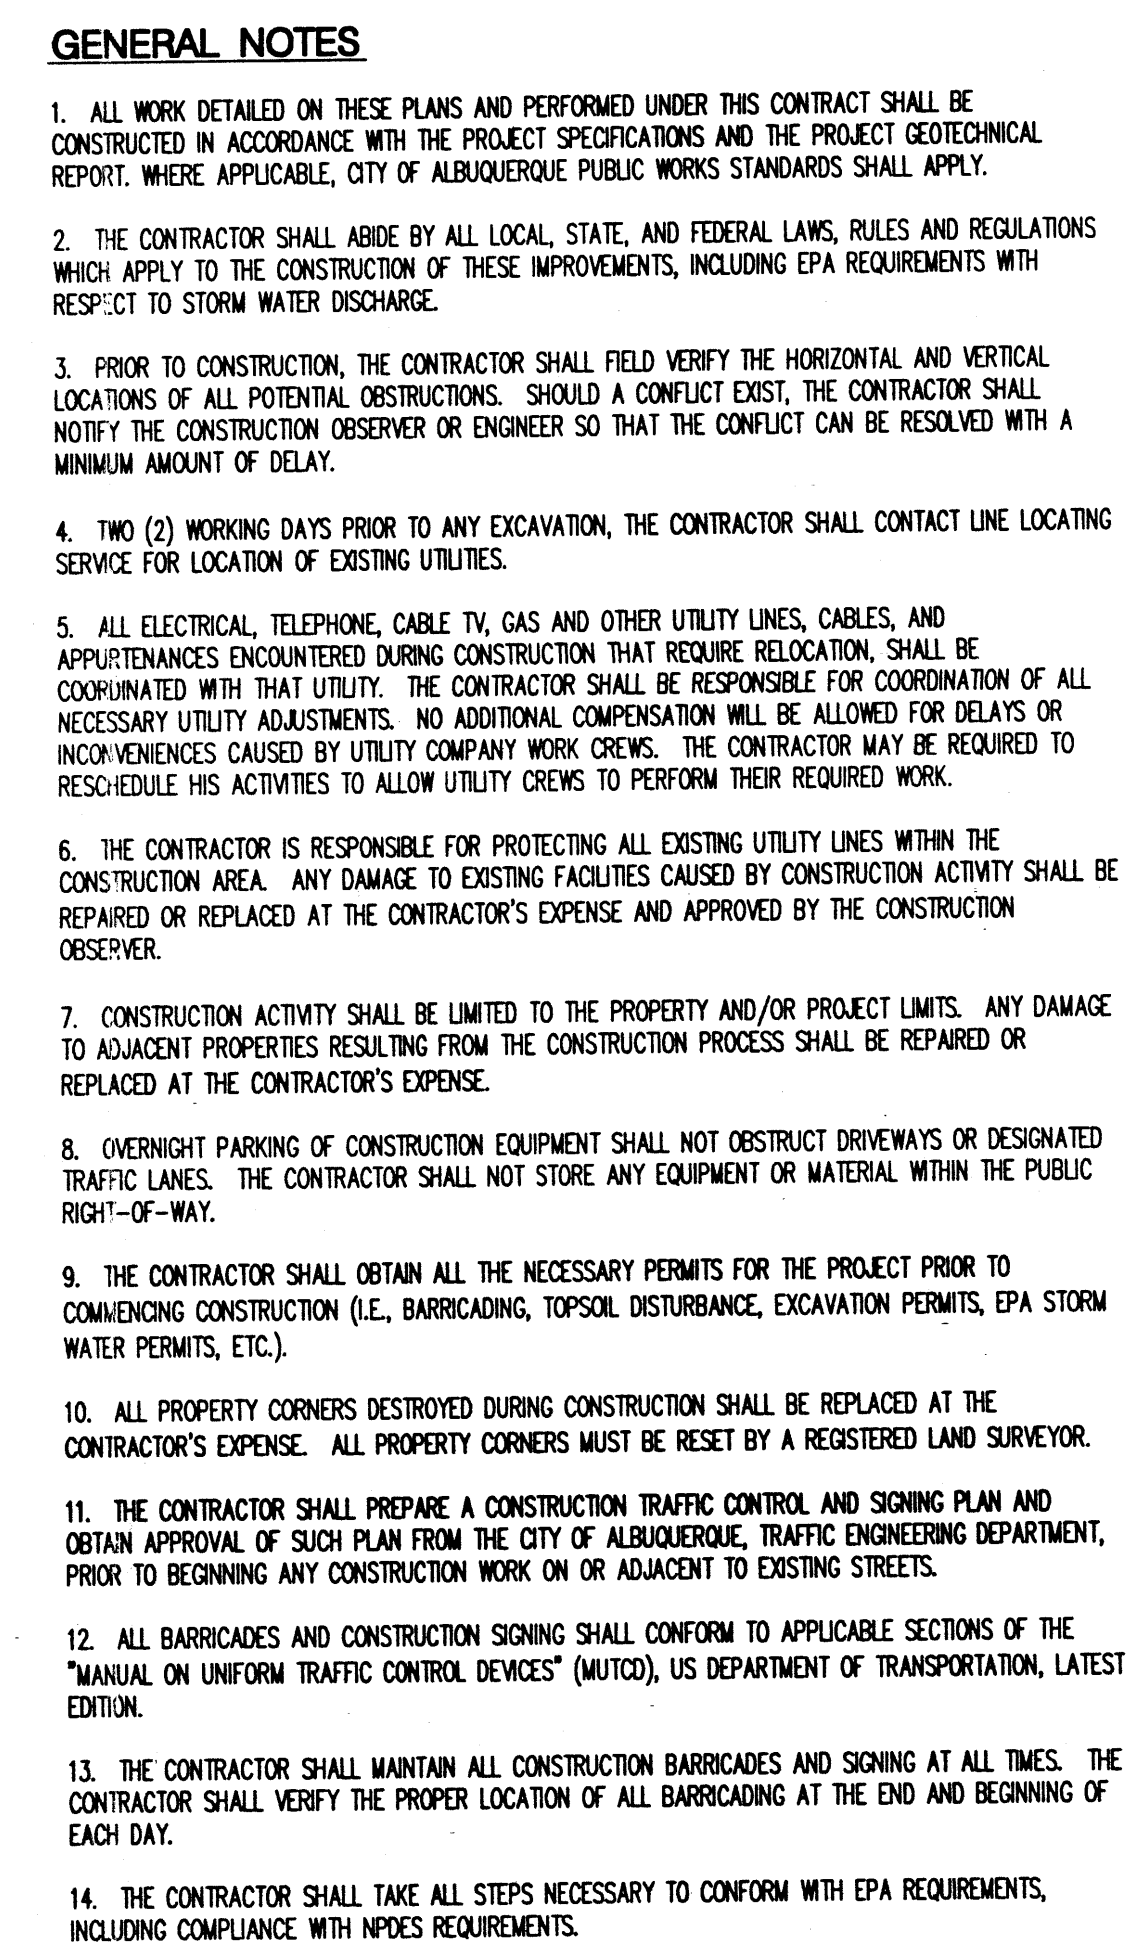 GENERAL NOTES
1. ALL WORK DETAILED ON THESE PLANS AND PERFORMED UNDER THIS CONTRACT SHALL BE
CONSTRUCTED IN ACCORDANCE WITH THE PROJECT SPECIFICATIONS AND THE PROJECT GEOTECHNICAL
REPORT. WHERE APPLICABLE, CITY OF ALBUQUERQUE PUBLIC WORKS STANDARDS SHALL APPLY.
2. THE CONTRACTOR SHALL ABIDE BY ALL LOCAL, STATE, AND FEDERAL LAWS, RULES AND REGULATIONS
WHICH APPLY TO THE CONSTRUCTION OF THESE IMPROVEMENTS, INCLUDING EPA REQUIREMENTS WITH
RESPECT TO STORM WATER DISCHARGE.
3. PRIOR TO CONSTRUCTION, THE CONTRACTOR SHALL FIELD VERIFY THE HORIZONTAL AND VERTICAL
LOCATIONS OF ALL POTENTIAL OBSTRUCTIONS. SHOULD A CONFLICT EXIST, THE CONTRACTOR SHALL
NOTIFY THE CONSTRUCTION OBSERVER OR ENGINEER SO THAT THE CONFLICT CAN BE RESOLVED WITH A
MINIMUM AMOUNT OF DELAY.
4. TWO (2) WORKING DAYS PRIOR TO ANY EXCAVATION, THE CONTRACTOR SHALL CONTACT LINE LOCATING
SERVICE FOR LOCATION OF EXISTING UTILITIES.
5. ALL ELECTRICAL, TELEPHONE, CABLE TV, GAS AND OTHER UTILITY LINES, CABLES, AND
APPURTENANCES ENCOUNTERED DURING CONSTRUCTION THAT REQUIRE RELOCATION, SHALL BE
COORDINATED WITH THAT UTILITY. THE CONTRACTOR SHALL BE RESPONSIBLE FOR COORDINATION OF ALL
NECESSARY UTILITY ADJUSTMENTS. NO ADDITIONAL COMPENSATION WILL BE ALLOWED FOR DELAYS OR
INCONVENIENCES CAUSED BY UTILITY COMPANY WORK CREWS. THE CONTRACTOR MAY BE REQUIRED TO
RESCHEDULE HIS ACTIVITIES TO ALLOW UTILITY CREWS TO PERFORM THEIR REQUIRED WORK.
6. THE CONTRACTOR IS RESPONSIBLE FOR PROTECTING ALL EXISTING UTILITY LINES WITHIN THE
CONSTRUCTION AREA. ANY DAMAGE TO EXISTING FACILITIES CAUSED BY CONSTRUCTION ACTIVITY SHALL BE
REPAIRED OR REPLACED AT THE CONTRACTOR'S EXPENSE AND APPROVED BY THE CONSTRUCTION
OBSERVER.
7. CONSTRUCTION ACTIVITY SHALL BE LIMITED TO THE PROPERTY AND/OR PROJECT LIMITS. ANY DAMAGE
TO ADJACENT PROPERTIES RESULTING FROM THE CONSTRUCTION PROCESS SHALL BE REPAIRED OR
REPLACED AT THE CONTRACTOR'S EXPENSE.
8. OVERNIGHT PARKING OF CONSTRUCTION EQUIPMENT SHALL NOT OBSTRUCT DRIVEWAYS OR DESIGNATED
TRAFFIC LANES. THE CONTRACTOR SHALL NOT STORE ANY EQUIPMENT OR MATERIAL WITHIN THE PUBLIC
RIGHT-OF-WAY.
9. THE CONTRACTOR SHALL OBTAIN ALL THE NECESSARY PERMITS FOR THE PROJECT PRIOR TO
COMMENCING CONSTRUCTION (I.E., BARRICADING, TOPSOIL DISTURBANCE, EXCAVATION PERMITS, EPA STORM
WATER PERMITS, ETC.).
10. ALL PROPERTY CORNERS DESTROYED DURING CONSTRUCTION SHALL BE REPLACED AT THE
CONTRACTOR'S EXPENSE. ALL PROPERTY CORNERS MUST BE RESET BY A REGISTERED LAND SURVEYOR.
11. THE CONTRACTOR SHALL PREPARE A CONSTRUCTION TRAFFIC CONTROL AND SIGNING PLAN AND
OBTAIN APPROVAL OF SUCH PLAN FROM THE CITY OF ALBUQUERQUE, TRAFFIC ENGINEERING DEPARTMENT,
PRIOR TO BEGINNING ANY CONSTRUCTION WORK ON OR ADJACENT TO EXISTING STREETS.
12. ALL BARRICADES AND CONSTRUCTION SIGNING SHALL CONFORM TO APPLICABLE SECTIONS OF THE
"MANUAL ON UNIFORM TRAFFIC CONTROL DEVICES" (MUTCD), US DEPARTMENT OF TRANSPORTATION, LATEST
EDITION.
13. THE CONTRACTOR SHALL MAINTAIN ALL CONSTRUCTION BARRICADES AND SIGNING AT ALL TIMES. THE
CONTRACTOR SHALL VERIFY THE PROPER LOCATION OF ALL BARRICADING AT THE END AND BEGINNING OF
EACH DAY.
14. THE CONTRACTOR SHALL TAKE ALL STEPS NECESSARY TO CONFORM WITH EPA REQUIREMENTS,
INCLUDING COMPLIANCE WITH NPDES REQUIREMENTS.